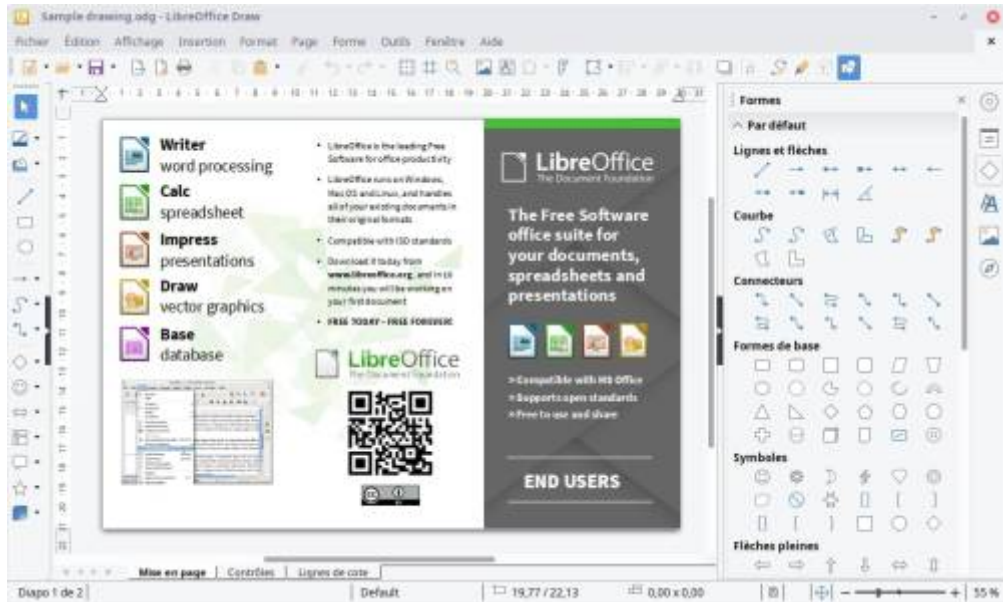 Sample drawing.odg - LibreOffice Draw
Fichier Édition Affichage Insertion Format Page Forme Outils Fenêtre Aide
Writer
word processing
Calc
spreadsheet
Impress
presentations
Draw
vector graphics
Base
database
• LibreOffice is the leading Free
Software for office productivity
• LibreOffice runs on Windows,
Mac OS and Linux, and handles
all of your existing documents in
their original formats
• Compatible with ISO standards
• Download it today from
www.libreoffice.org, and in 10
minutes you will be working on
your first document
• FREE TODAY - FREE FOREVER!
LibreOffice
The Document Foundation
LibreOffice
The Document Foundation
The Free Software
office suite for
your documents,
spreadsheets and
presentations
» Compatible with MS Office
» Supports open standards
» Free to use and share
END USERS
Formes
Par défaut
Lignes et flèches
Courbe
Connecteurs
Formes de base
Symboles
Flèches pleines
Mise en page Contrôles Lignes de cote
Diapo 1 de 2 Default 19,77 / 22,13 0,00 x 0,00 55 %